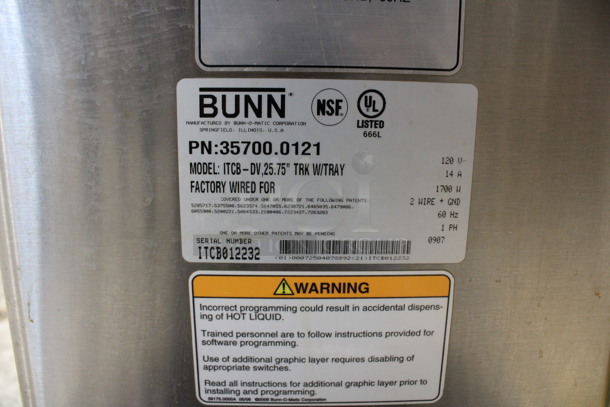 BUNN
MANUFACTURED BY BUNN-O-MATIC CORPORATION
SPRINGFIELD, ILLINOIS, U.S.A
NSF
UL
LISTED
666L
PN:35700.0121
MODEL: ITCB-DV,25.75" TRK W/TRAY
FACTORY WIRED FOR
120 V~
14 A
1700 W
2 WIRE + GND
60 Hz
1 PH
0907
COVERED UNDER ONE OR MORE OF THE FOLLOWING PATENTS
ONE OR MORE OTHER PATENTS MAY BE PENDING
SERIAL NUMBER
ITCB012232
WARNING
Incorrect programming could result in accidental dispens-
ing of HOT LIQUID.
Trained personnel are to follow instructions provided for
software programming.
Use of additional graphic layer requires disabling of
appropriate switches.
Read all instructions for additional graphic layer prior to
installing and programming.